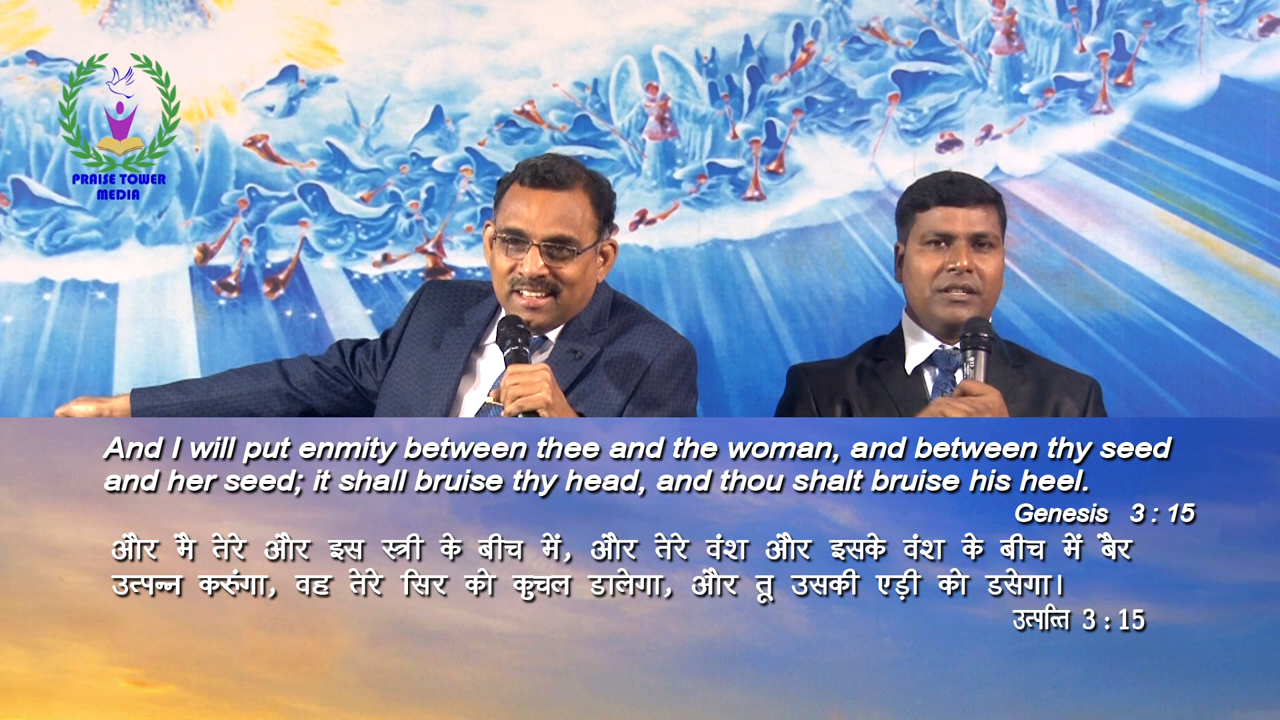 PRAISE TOWER
MEDIA
And I will put enmity between thee and the woman, and between thy seed
and her seed; it shall bruise thy head, and thou shalt bruise his heel.
Genesis 3 : 15
और मै तेरे और इस स्त्री के बीच में, और तेरे वंश और इसके वंश के बीच में बैर
उत्पन्न करुंगा, वह तेरे सिर को कुचल डालेगा, और तू उसकी एड़ी को डसेगा।
उत्पत्ति 3 : 15